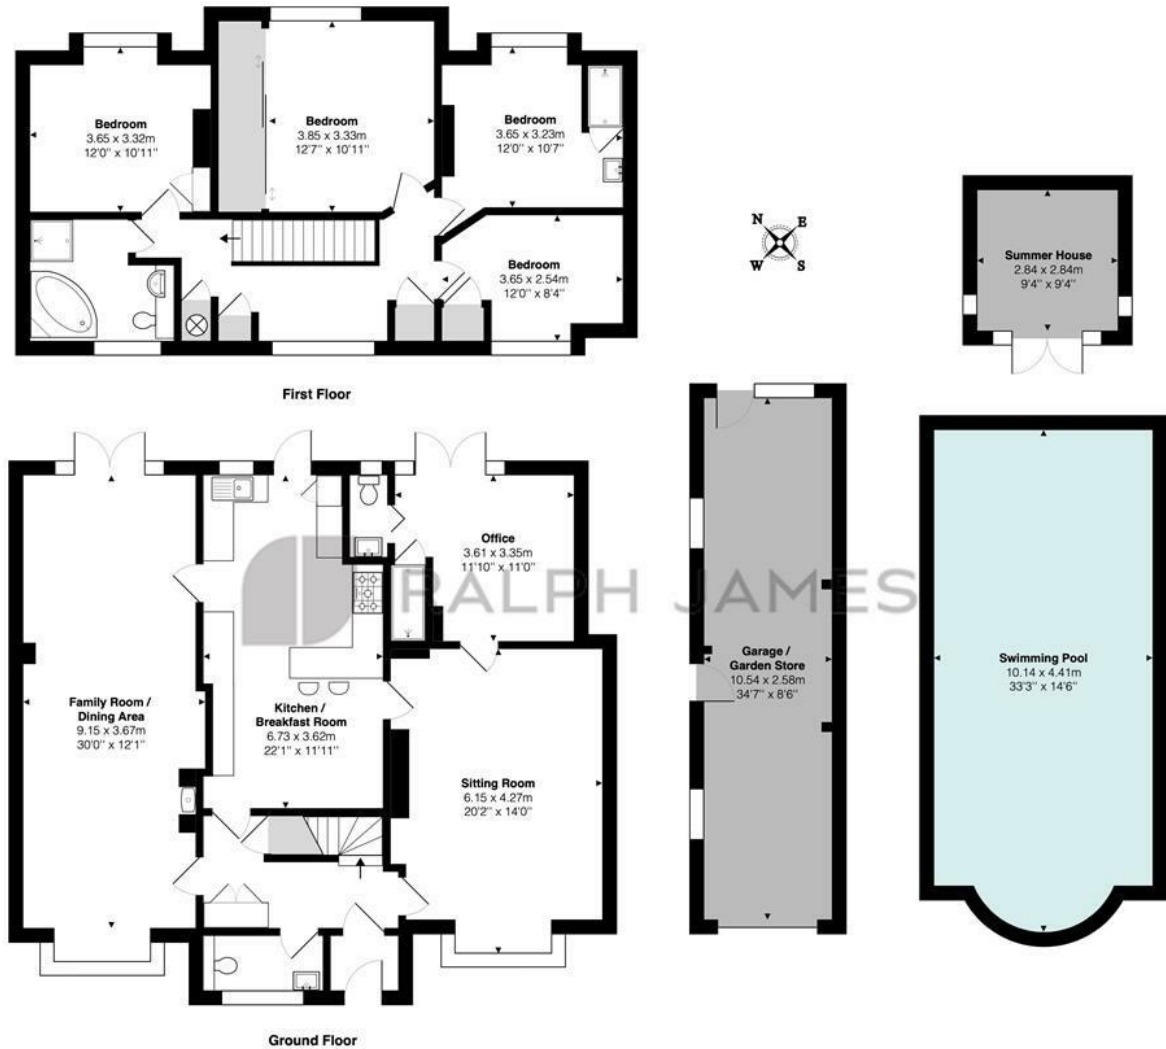 Bedroom
3.65 x 3.32m
12'0" x 10'11"
Bedroom
3.85 x 3.33m
12'7" x 10'11"
Bedroom
3.65 x 3.23m
12'0" x 10'7"
Bedroom
3.65 x 2.54m
12'0" x 8'4"
N
E
W
S
Summer House
2.84 x 2.84m
9'4" x 9'4"
First Floor
Office
3.61 x 3.35m
11'10" x 11'0"
RALPH JAMES
Family Room /
Dining Area
9.15 x 3.67m
30'0" x 12'1"
Kitchen /
Breakfast Room
6.73 x 3.62m
22'1" x 11'11"
Sitting Room
6.15 x 4.27m
20'2" x 14'0"
Garage /
Garden Store
10.54 x 2.58m
34'7" x 8'6"
Swimming Pool
10.14 x 4.41m
33'3" x 14'6"
Ground Floor